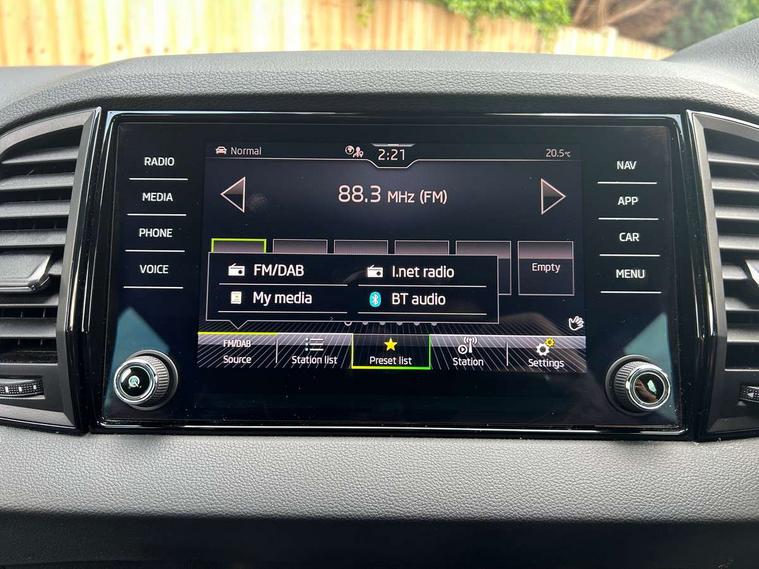 RADIO
MEDIA
PHONE
VOICE
Normal
2:21
20.5°C
88.3 MHz (FM)
Empty
FM/DAB
I.net radio
My media
BT audio
FM/DAB
Source
Station list
Preset list
Station
Settings
NAV
APP
CAR
MENU